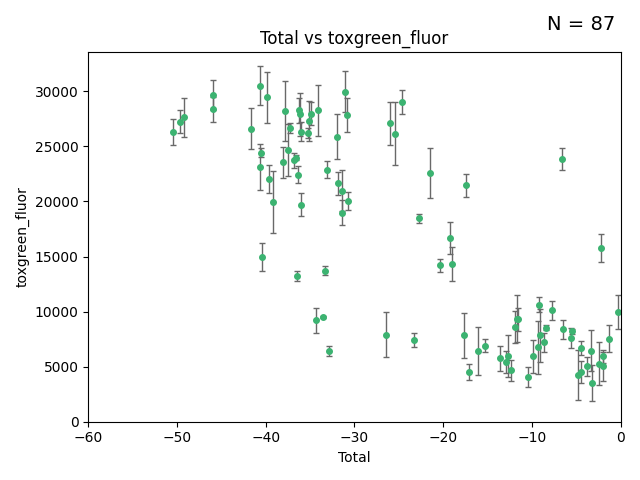 N = 87
Total vs toxgreen_fluor
30000
25000
20000
15000
10000
5000
0
toxgreen_fluor
−60 −50 −40 −30 −20 −10 0
Total